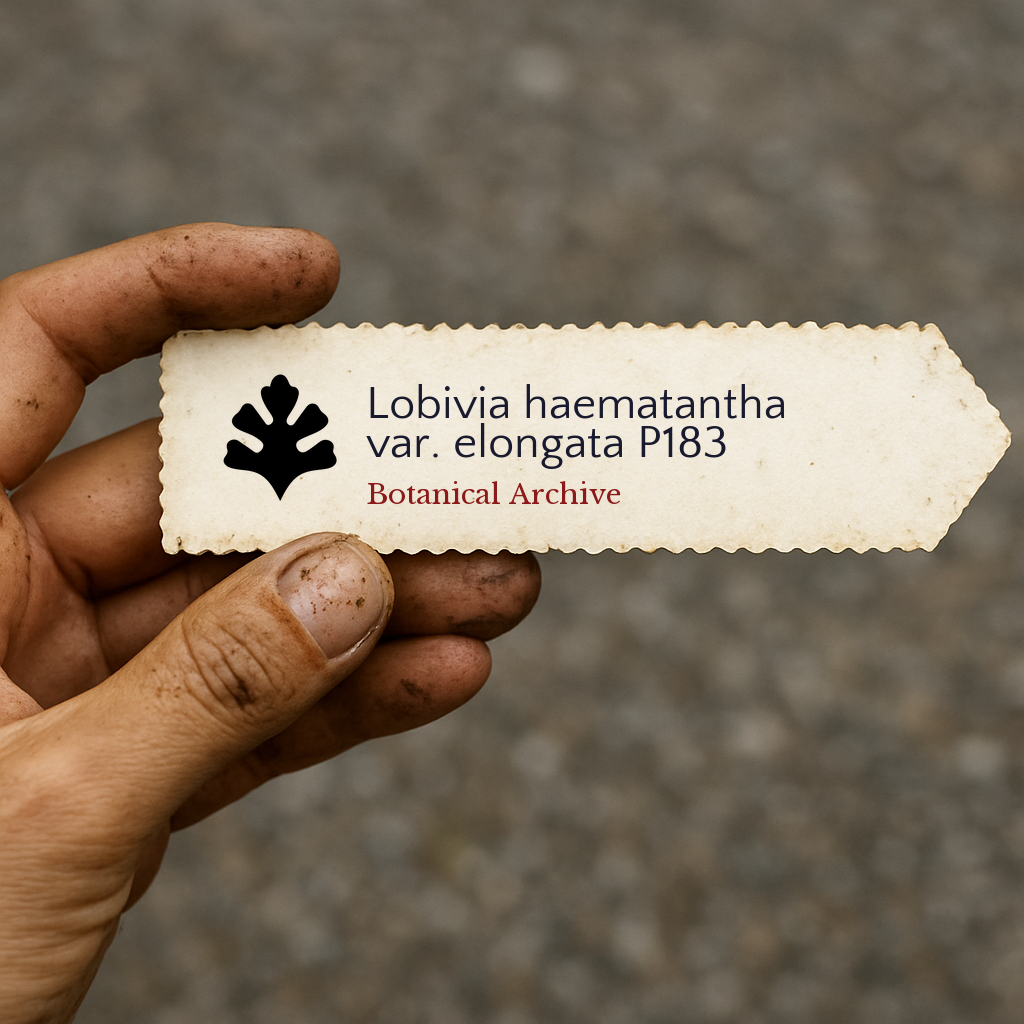 Lobivia haematantha
var. elongata P183
Botanical Archive